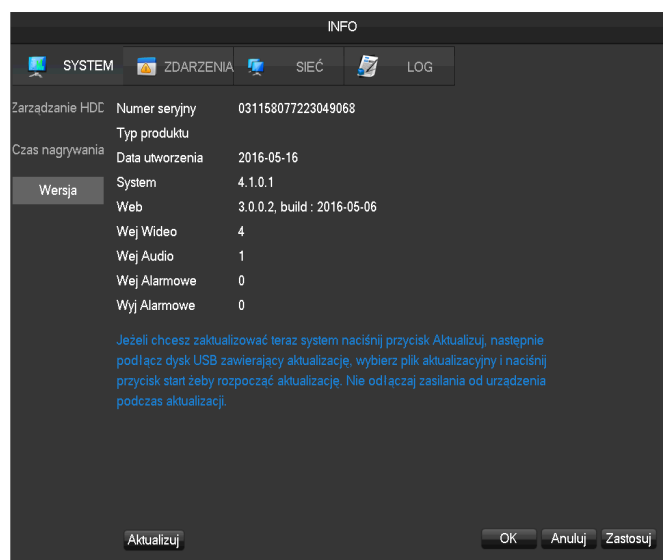 INFO
SYSTEM ZDARZENIA SIEĆ LOG
Zarządzanie HDD
Czas nagrywania
Wersja
Numer seryjny 031158077223049068
Typ produktu
Data utworzenia 2016-05-16
System 4.1.0.1
Web 3.0.0.2, build : 2016-05-06
Wej Wideo 4
Wej Audio 1
Wej Alarmowe 0
Wyj Alarmowe 0
Jeżeli chcesz zaktualizować teraz system naciśnij przycisk Aktualizuj, następnie
podłącz dysk USB zawierający aktualizację, wybierz plik aktualizacyjny i naciśnij
przycisk start żeby rozpocząć aktualizację. Nie odłączaj zasilania od urządzenia
podczas aktualizacji.
Aktualizuj OK Anuluj Zastosuj